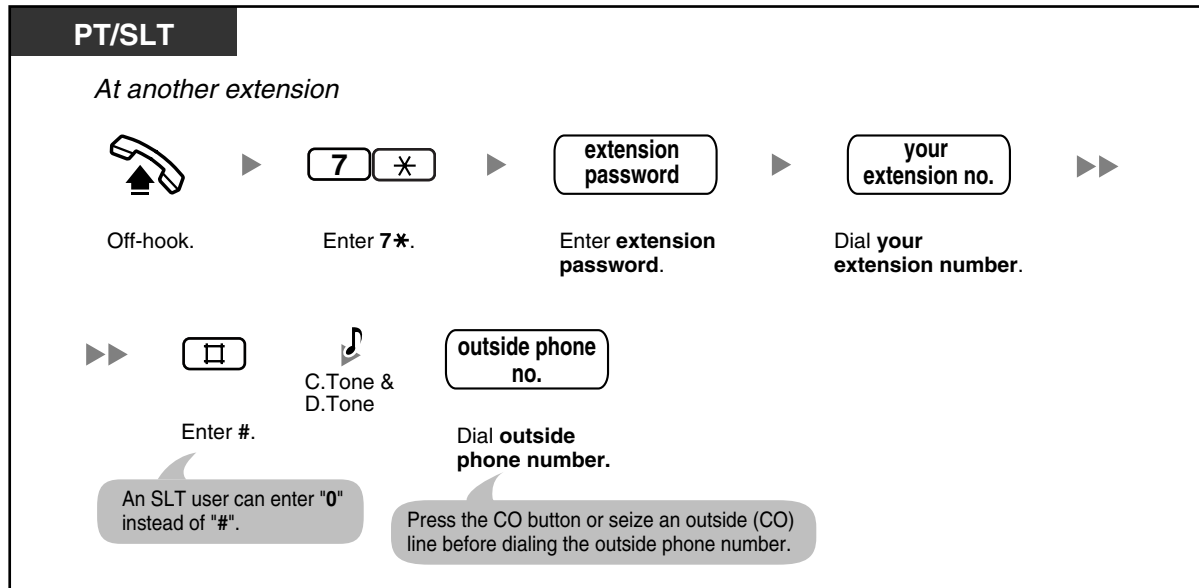 PT/SLT
At another extension
7 ✳
extension
password
your
extension no.
Off-hook.
Enter 7✳.
Enter extension
password.
Dial your
extension number.
♯
C.Tone &
D.Tone
outside phone
no.
Enter #.
Dial outside
phone number.
An SLT user can enter "0"
instead of "#".
Press the CO button or seize an outside (CO)
line before dialing the outside phone number.